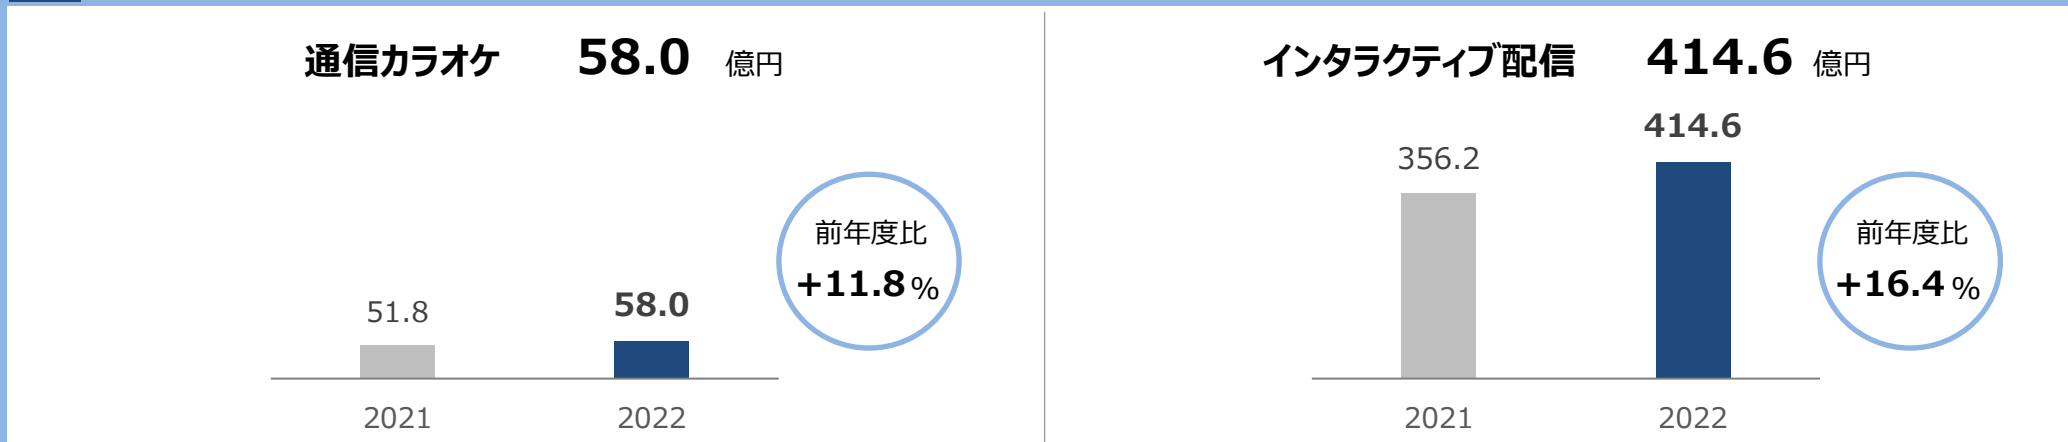 通信カラオケ 58.0 億円
51.8
58.0
2021
2022
前年度比
+11.8%
インタラクティブ配信 414.6 億円
356.2
414.6
2021
2022
前年度比
+16.4%